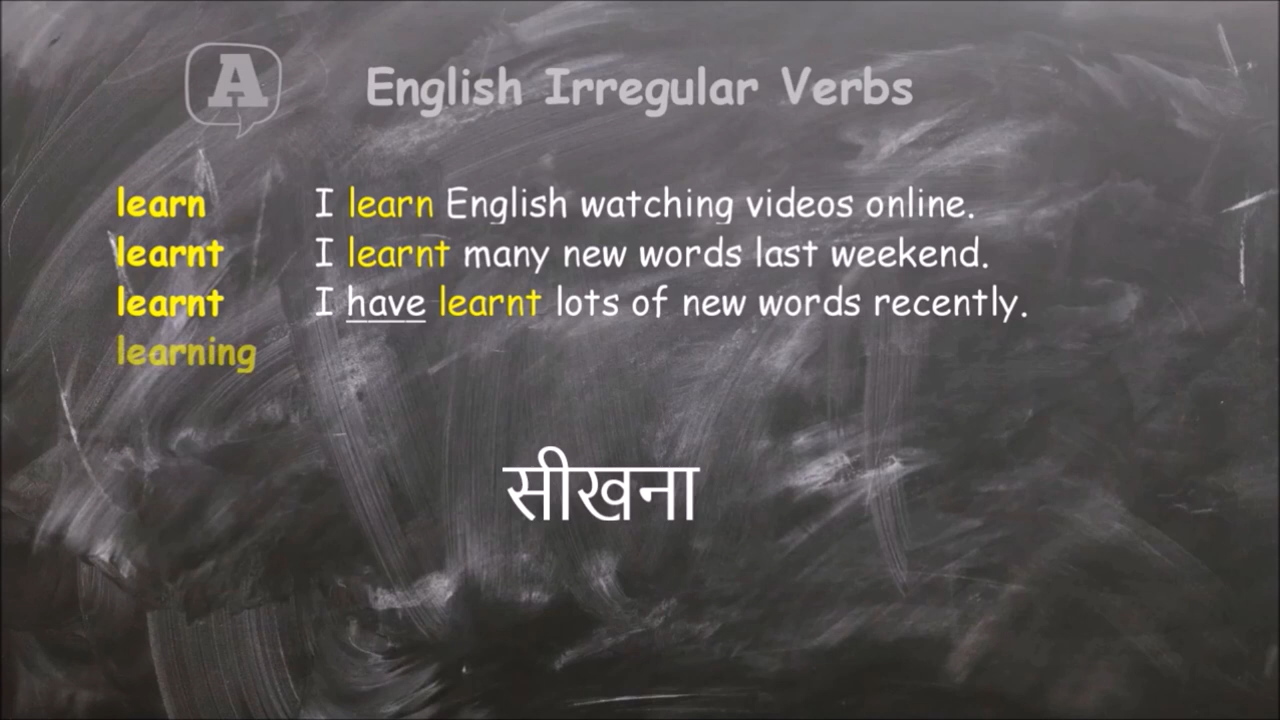 A English Irregular Verbs
learn I learn English watching videos online.
learnt I learnt many new words last weekend.
learnt I have learnt lots of new words recently.
learning
सीखना